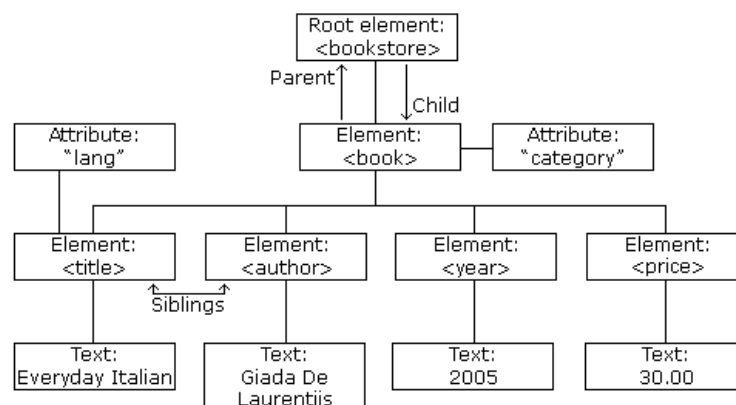 Root element:
<bookstore>
Parent
Child
Attribute:
“lang”
Element:
<book>
Attribute:
“category”
Element:
<title>
Element:
<author>
Element:
<year>
Element:
<price>
Siblings
Text:
Everyday Italian
Text:
Giada De
Laurentiis
Text:
2005
Text:
30.00